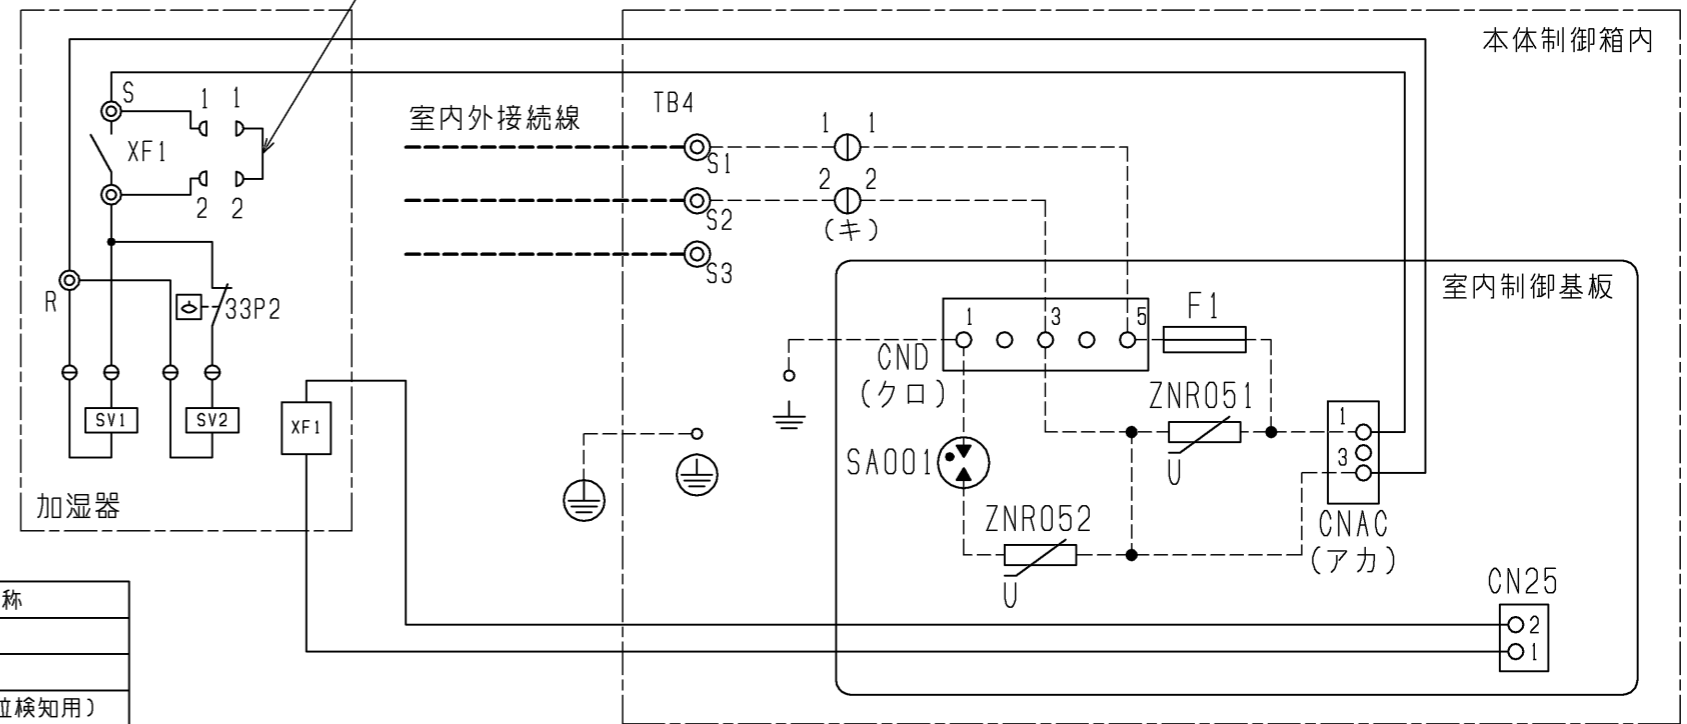 本体制御箱内
S
1 1
XF1
2 2
室内外接続線
TB4
S1
1 1
S2
2 2
(キ)
S3
R
33P2
SV1
SV2
XF1
加湿器
室内制御基板
1
3
5
F1
CND
(クロ)
ZNR051
U
SA001
ZNR052
U
1
3
CNAC
(アカ)
CN25
2
1
称
検知用)